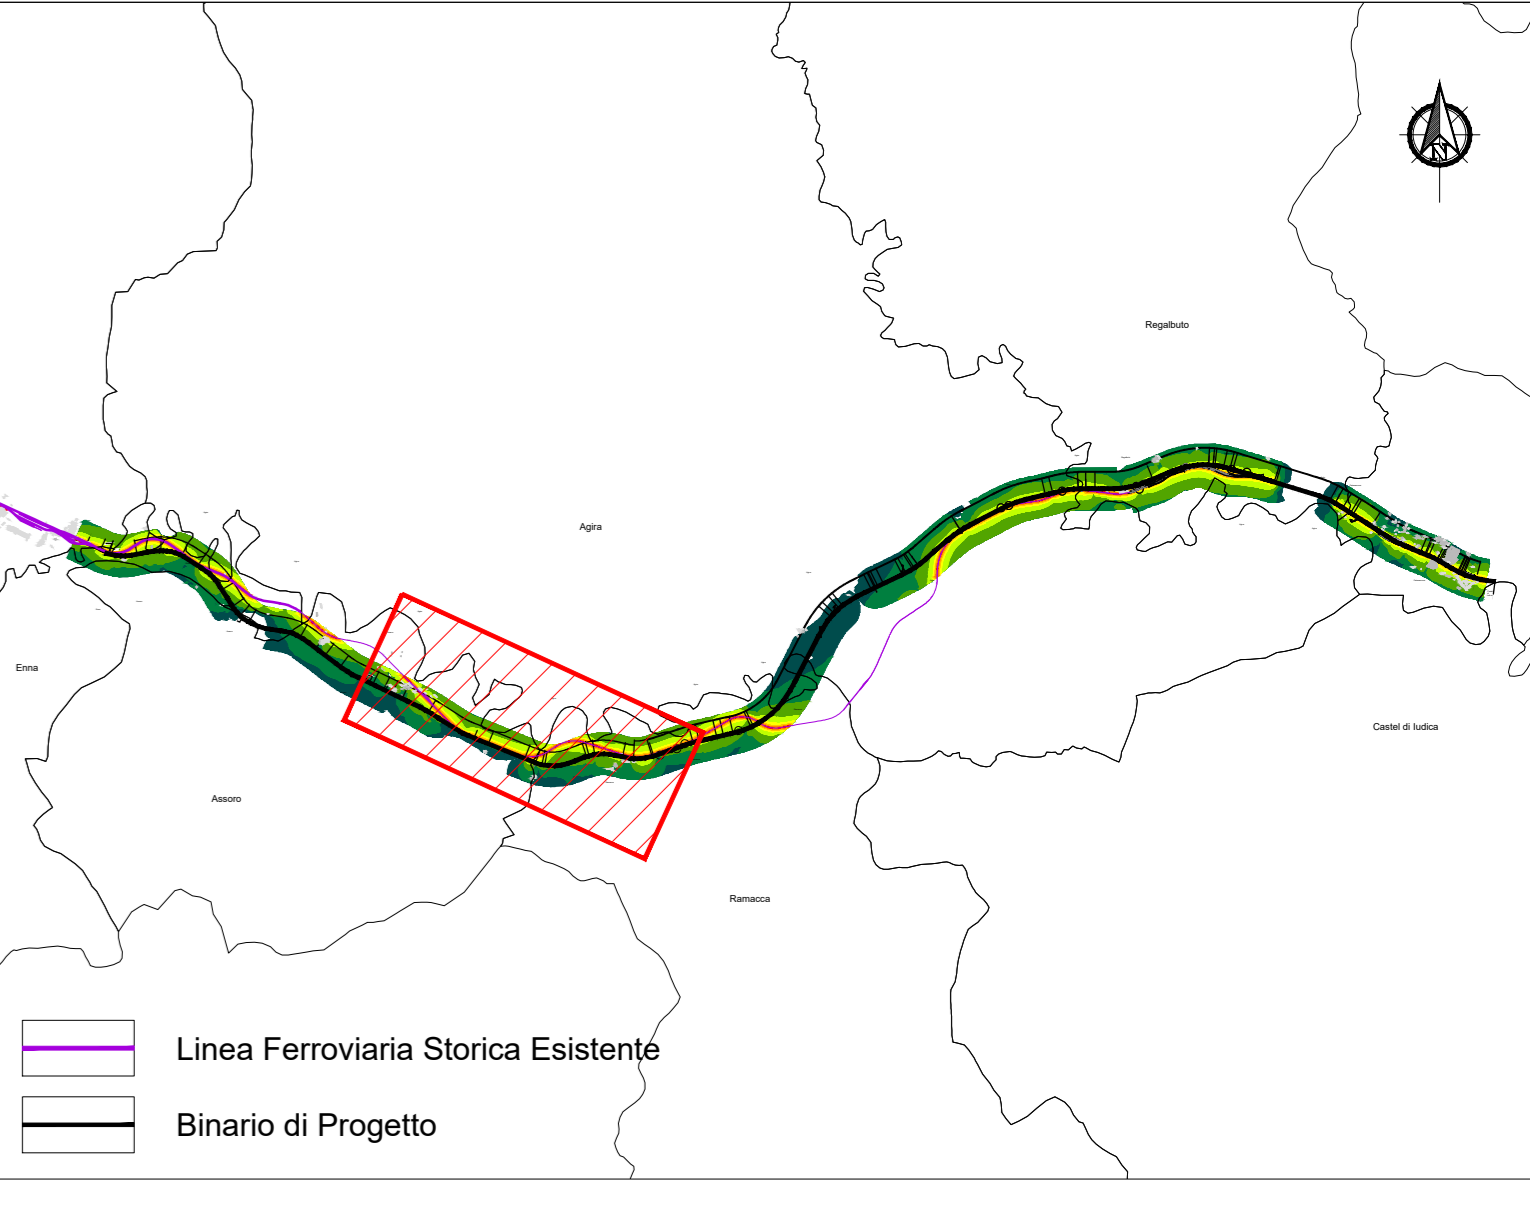 N
Regalbuto
Agira
Enna
Castel di Iudica
Assoro
Ramacca
Linea Ferroviaria Storica Esistente
Binario di Progetto